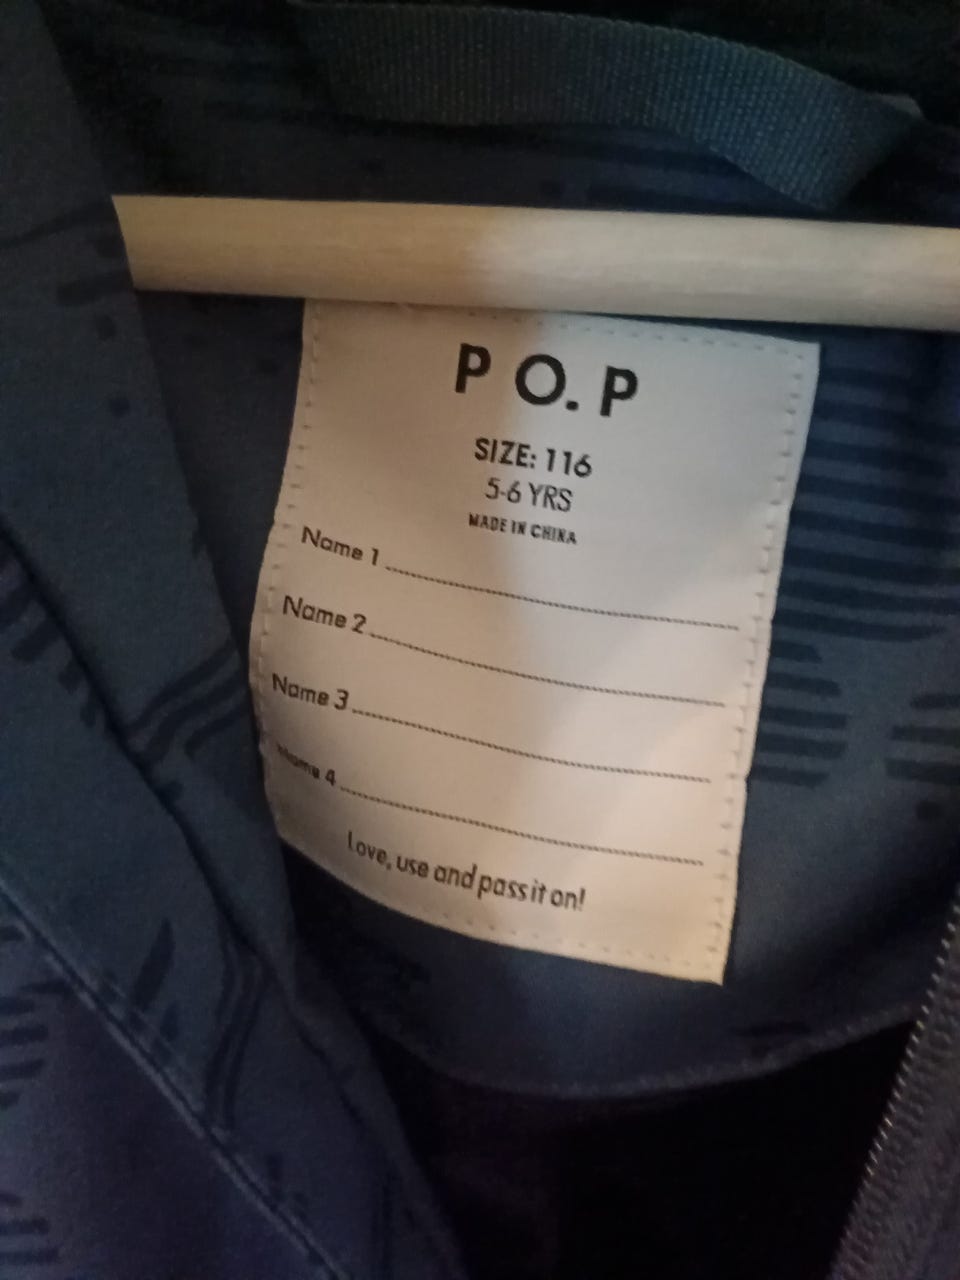 P O. P
SIZE: 116
5-6 YRS
MADE IN CHINA
Name 1
Name 2
Name 3
Name 4
Love, use and pass it on!